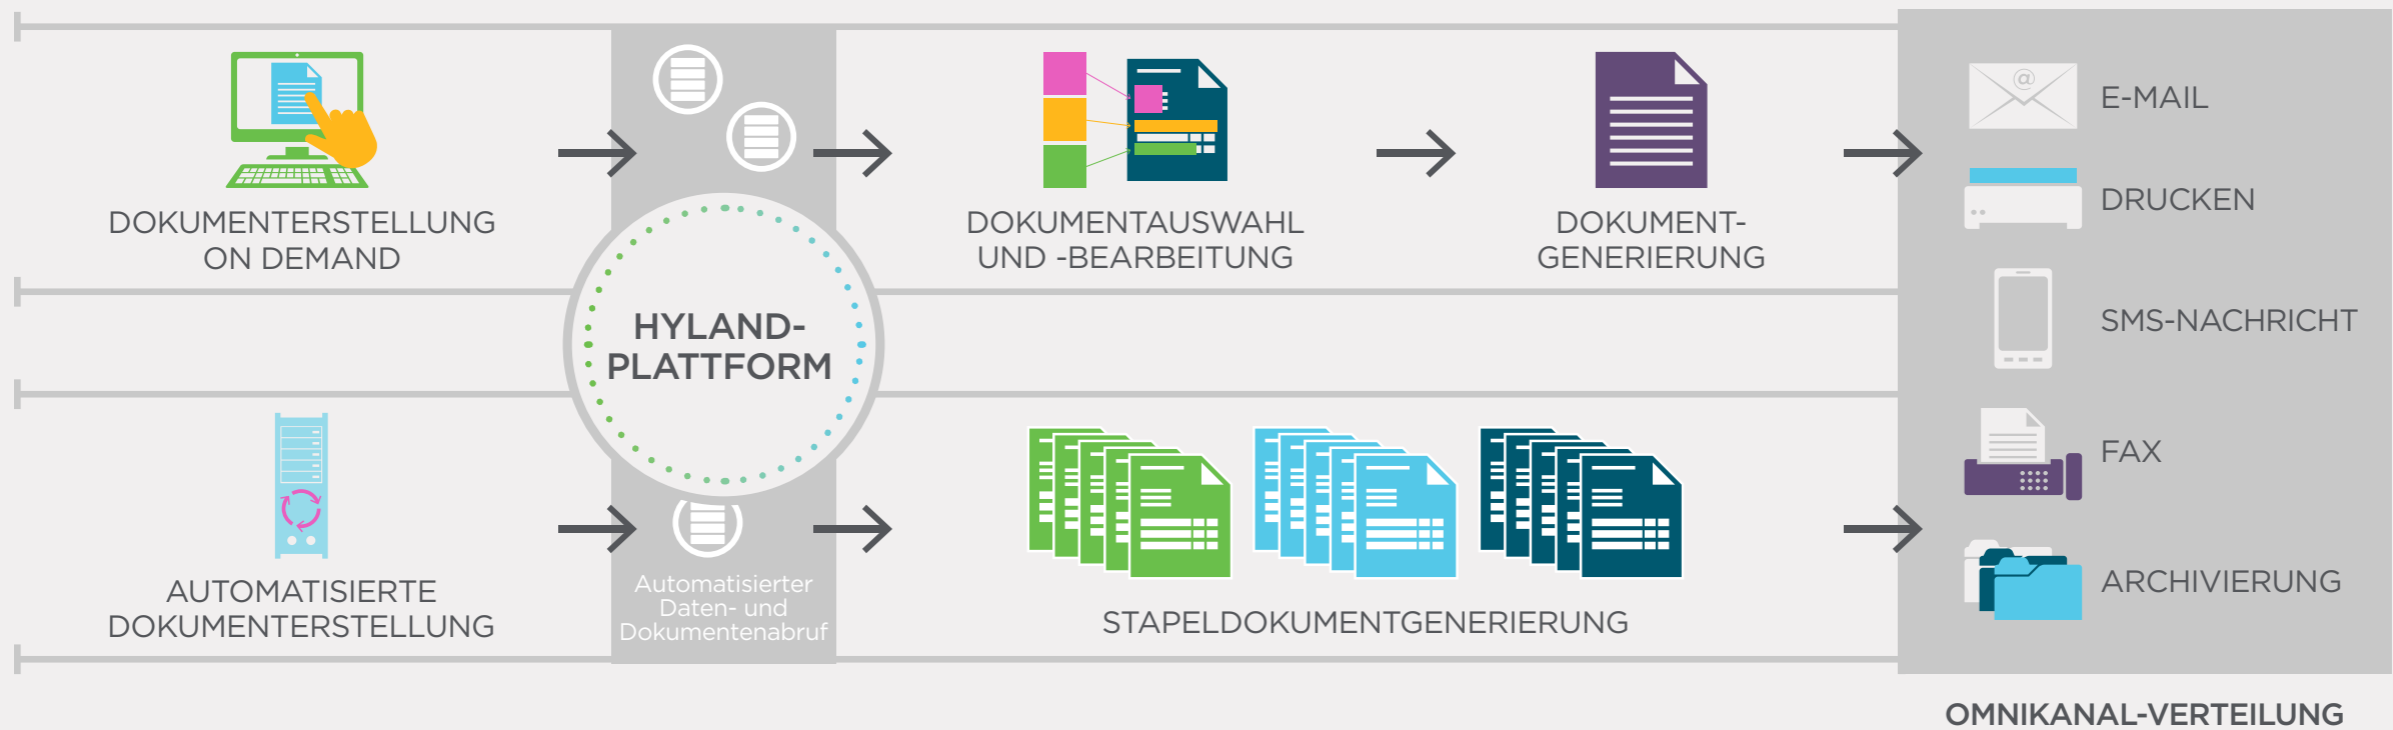 DOKUMENTERSTELLUNG
ON DEMAND
HYLAND-
PLATTFORM
DOKUMENTAUSWAHL
UND -BEARBEITUNG
DOKUMENT-
GENERIERUNG
AUTOMATISIERTE
DOKUMENTERSTELLUNG
Automatisierter
Daten- und
Dokumentenabruf
STAPELDOKUMENTGENERIERUNG
@
E-MAIL
DRUCKEN
SMS-NACHRICHT
FAX
ARCHIVIERUNG
OMNIKANAL-VERTEILUNG